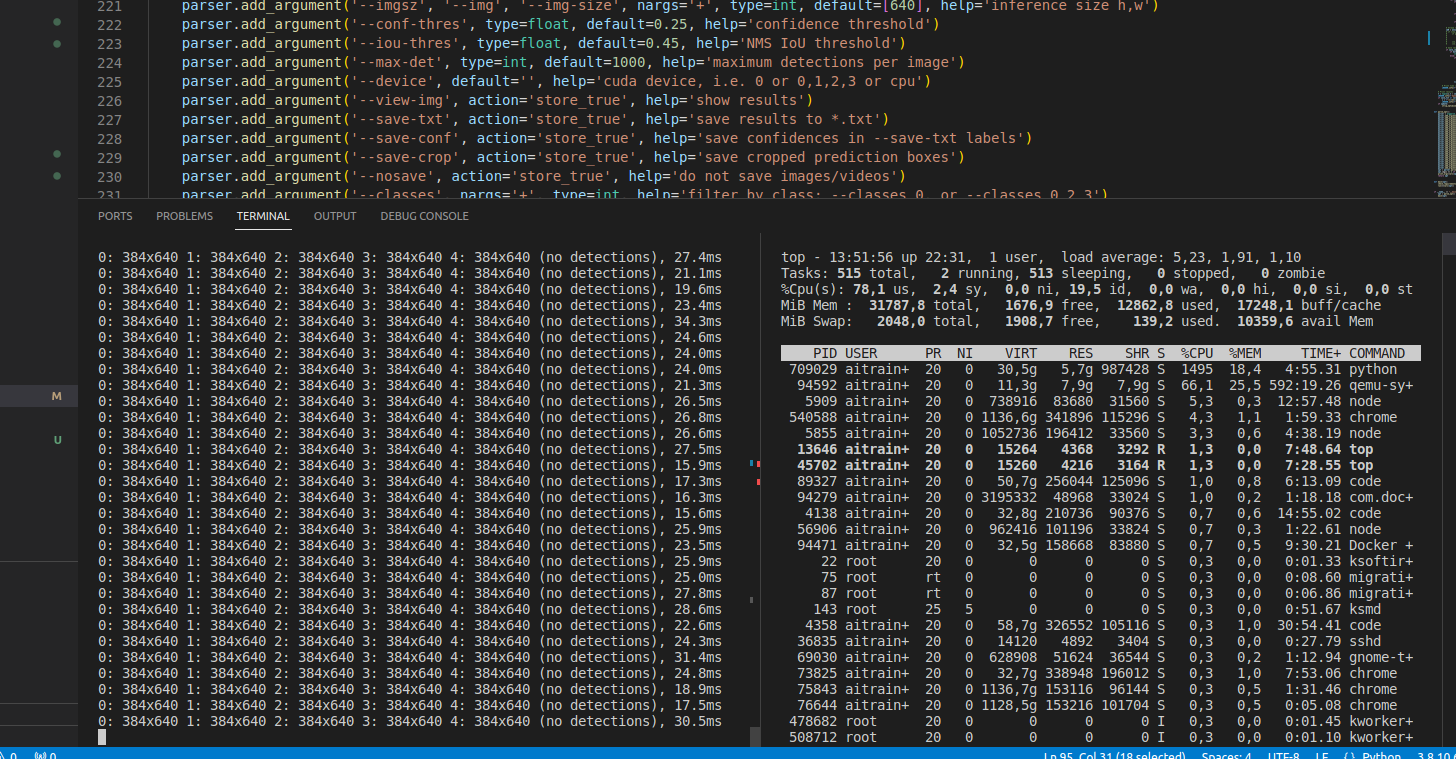 221 parser.add_argument('--imgsz', '--img', '--img-size', nargs='+', type=int, default=[640], help='inference size h,w')
222 parser.add_argument('--conf-thres', type=float, default=0.25, help='confidence threshold')
223 parser.add_argument('--iou-thres', type=float, default=0.45, help='NMS IoU threshold')
224 parser.add_argument('--max-det', type=int, default=1000, help='maximum detections per image')
225 parser.add_argument('--device', default='', help='cuda device, i.e. 0 or 0,1,2,3 or cpu')
226 parser.add_argument('--view-img', action='store_true', help='show results')
227 parser.add_argument('--save-txt', action='store_true', help='save results to *.txt')
228 parser.add_argument('--save-conf', action='store_true', help='save confidences in --save-txt labels')
229 parser.add_argument('--save-crop', action='store_true', help='save cropped prediction boxes')
230 parser.add_argument('--nosave', action='store_true', help='do not save images/videos')
231 parser.add_argument('--classes', nargs='+', type=int, help='filter by class: --classes 0, or --classes 0 2 3')
M
U
PORTS PROBLEMS TERMINAL OUTPUT DEBUG CONSOLE
0: 384x640 1: 384x640 2: 384x640 3: 384x640 4: 384x640 (no detections), 27.4ms
0: 384x640 1: 384x640 2: 384x640 3: 384x640 4: 384x640 (no detections), 21.1ms
0: 384x640 1: 384x640 2: 384x640 3: 384x640 4: 384x640 (no detections), 19.6ms
0: 384x640 1: 384x640 2: 384x640 3: 384x640 4: 384x640 (no detections), 23.4ms
0: 384x640 1: 384x640 2: 384x640 3: 384x640 4: 384x640 (no detections), 34.3ms
0: 384x640 1: 384x640 2: 384x640 3: 384x640 4: 384x640 (no detections), 24.6ms
0: 384x640 1: 384x640 2: 384x640 3: 384x640 4: 384x640 (no detections), 24.0ms
0: 384x640 1: 384x640 2: 384x640 3: 384x640 4: 384x640 (no detections), 24.0ms
0: 384x640 1: 384x640 2: 384x640 3: 384x640 4: 384x640 (no detections), 21.3ms
0: 384x640 1: 384x640 2: 384x640 3: 384x640 4: 384x640 (no detections), 26.5ms
0: 384x640 1: 384x640 2: 384x640 3: 384x640 4: 384x640 (no detections), 26.8ms
0: 384x640 1: 384x640 2: 384x640 3: 384x640 4: 384x640 (no detections), 26.6ms
0: 384x640 1: 384x640 2: 384x640 3: 384x640 4: 384x640 (no detections), 27.5ms
0: 384x640 1: 384x640 2: 384x640 3: 384x640 4: 384x640 (no detections), 15.9ms
0: 384x640 1: 384x640 2: 384x640 3: 384x640 4: 384x640 (no detections), 17.3ms
0: 384x640 1: 384x640 2: 384x640 3: 384x640 4: 384x640 (no detections), 16.3ms
0: 384x640 1: 384x640 2: 384x640 3: 384x640 4: 384x640 (no detections), 15.6ms
0: 384x640 1: 384x640 2: 384x640 3: 384x640 4: 384x640 (no detections), 25.9ms
0: 384x640 1: 384x640 2: 384x640 3: 384x640 4: 384x640 (no detections), 23.5ms
0: 384x640 1: 384x640 2: 384x640 3: 384x640 4: 384x640 (no detections), 25.9ms
0: 384x640 1: 384x640 2: 384x640 3: 384x640 4: 384x640 (no detections), 25.0ms
0: 384x640 1: 384x640 2: 384x640 3: 384x640 4: 384x640 (no detections), 27.8ms
0: 384x640 1: 384x640 2: 384x640 3: 384x640 4: 384x640 (no detections), 28.6ms
0: 384x640 1: 384x640 2: 384x640 3: 384x640 4: 384x640 (no detections), 22.6ms
0: 384x640 1: 384x640 2: 384x640 3: 384x640 4: 384x640 (no detections), 24.3ms
0: 384x640 1: 384x640 2: 384x640 3: 384x640 4: 384x640 (no detections), 31.4ms
0: 384x640 1: 384x640 2: 384x640 3: 384x640 4: 384x640 (no detections), 24.8ms
0: 384x640 1: 384x640 2: 384x640 3: 384x640 4: 384x640 (no detections), 18.9ms
0: 384x640 1: 384x640 2: 384x640 3: 384x640 4: 384x640 (no detections), 17.5ms
0: 384x640 1: 384x640 2: 384x640 3: 384x640 4: 384x640 (no detections), 30.5ms
top - 13:51:56 up 22:31, 1 user, load average: 5,23, 1,91, 1,10
Tasks: 515 total, 2 running, 513 sleeping, 0 stopped, 0 zombie
%Cpu(s): 78,1 us, 2,4 sy, 0,0 ni, 19,5 id, 0,0 wa, 0,0 hi, 0,0 si, 0,0 st
MiB Mem : 31787,8 total, 1676,9 free, 12862,8 used, 17248,1 buff/cache
MiB Swap: 2048,0 total, 1908,7 free, 139,2 used. 10359,6 avail Mem
PID USER PR NI VIRT RES SHR S %CPU %MEM TIME+ COMMAND
709029 aitrain+ 20 0 30,5g 5,7g 987428 S 1495 18,4 4:55.31 python
94592 aitrain+ 20 0 11,3g 7,9g 7,9g S 66,1 25,5 592:19.26 qemu-sy+
5909 aitrain+ 20 0 738916 83680 31560 S 5,3 0,3 12:57.48 node
540588 aitrain+ 20 0 1136,6g 341896 115296 S 4,3 1,1 1:59.33 chrome
5855 aitrain+ 20 0 1052736 196412 33560 S 3,3 0,6 4:38.19 node
13646 aitrain+ 20 0 15264 4368 3292 R 1,3 0,0 7:48.64 top
45702 aitrain+ 20 0 15260 4216 3164 R 1,3 0,0 7:28.55 top
89327 aitrain+ 20 0 50,7g 256044 125096 S 1,0 0,8 6:13.09 code
94279 aitrain+ 20 0 3195332 48968 33024 S 1,0 0,2 1:18.18 com.doc+
4138 aitrain+ 20 0 32,8g 210736 90376 S 0,7 0,6 14:55.02 code
56906 aitrain+ 20 0 962416 101196 33824 S 0,7 0,3 1:22.61 node
94471 aitrain+ 20 0 32,5g 158668 83880 S 0,7 0,5 9:30.21 Docker +
22 root 20 0 0 0 0 S 0,3 0,0 0:01.33 ksoftir+
75 root rt 0 0 0 0 S 0,3 0,0 0:08.60 migrati+
87 root rt 0 0 0 0 S 0,3 0,0 0:06.86 migrati+
143 root 25 5 0 0 0 S 0,3 0,0 0:51.67 ksmd
4358 aitrain+ 20 0 58,7g 326552 105116 S 0,3 1,0 30:54.41 code
36835 aitrain+ 20 0 14120 4892 3404 S 0,3 0,0 0:27.79 sshd
69030 aitrain+ 20 0 628908 51624 36544 S 0,3 0,2 1:12.94 gnome-t+
73825 aitrain+ 20 0 32,7g 338948 196012 S 0,3 1,0 7:53.06 chrome
75843 aitrain+ 20 0 1136,7g 153116 96144 S 0,3 0,5 1:31.46 chrome
76644 aitrain+ 20 0 1128,5g 153216 101704 S 0,3 0,5 0:05.08 chrome
478682 root 20 0 0 0 0 I 0,3 0,0 0:01.45 kworker+
508712 root 20 0 0 0 0 I 0,3 0,0 0:01.10 kworker+
0 0 Ln 95, Col 31 (18 selected) Spaces: 4 UTF-8 LF Python 3.8.10